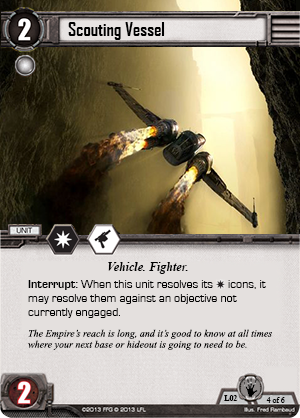 2
Scouting Vessel
UNIT
Vehicle. Fighter.
Interrupt: When this unit resolves its icons, it
may resolve them against an objective not
currently engaged.
The Empire's reach is long, and it's good to know at all times
where your next base or hideout is going to need to be.
2
L02
4 of 6
©2013 FFG © 2013 LFL
Illus. Fred Rambaud